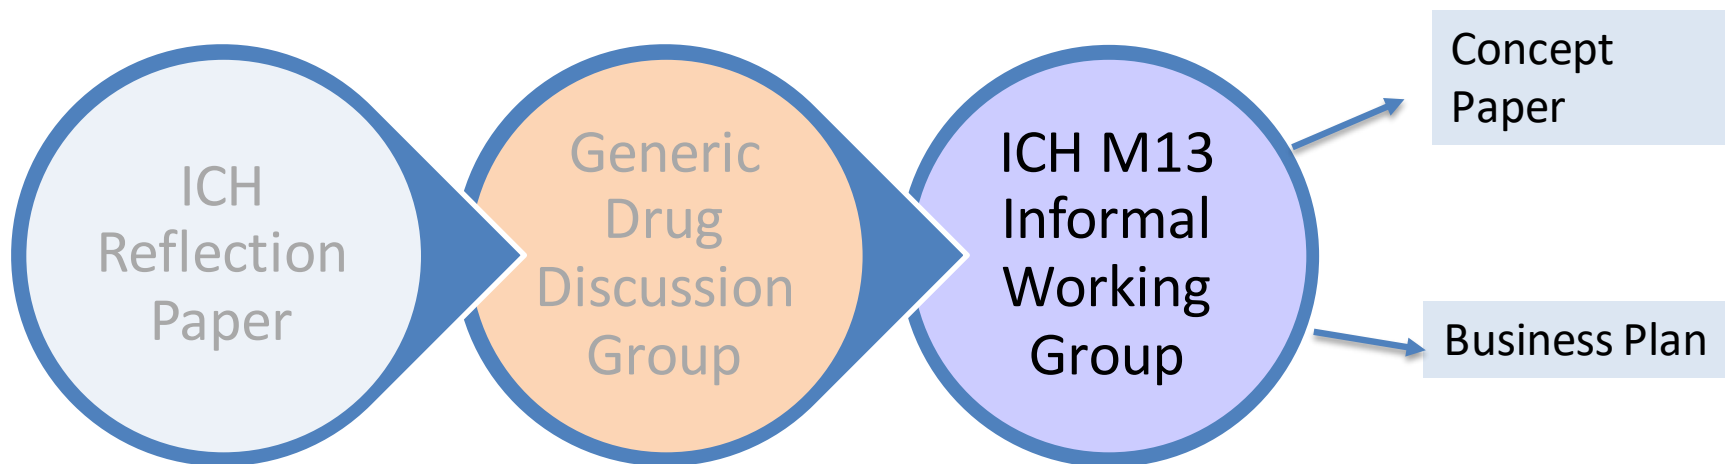 ICH
Reflection
Paper
Generic
Drug
Discussion
Group
ICH M13
Informal
Working
Group
Concept
Paper
Business Plan